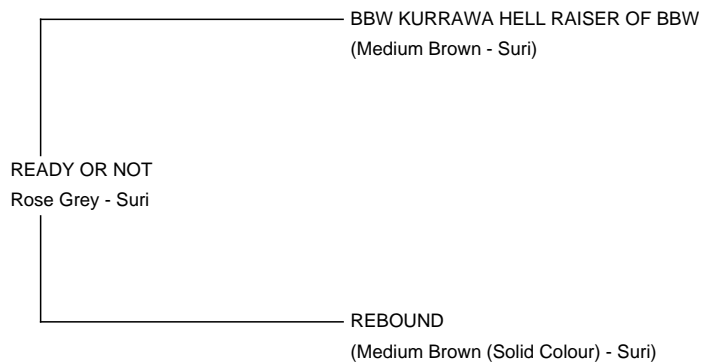 BBW KURRAWA HELL RAISER OF BBW
(Medium Brown - Suri)
READY OR NOT
Rose Grey - Suri
REBOUND
(Medium Brown (Solid Colour) - Suri)